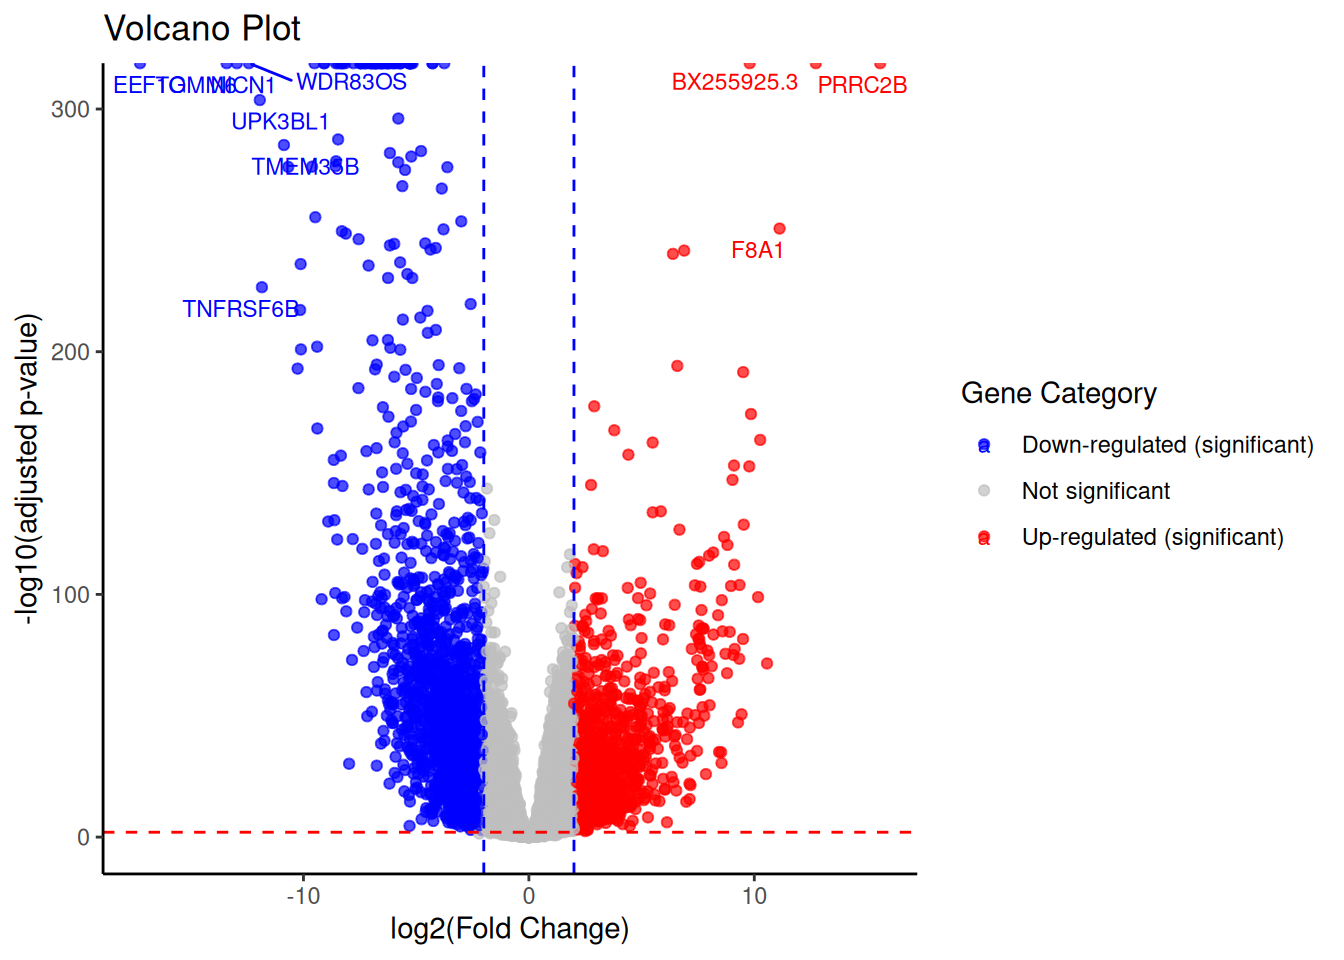 Volcano Plot
WDR83OS
BX255925.3
PRRC2B
UPK3BL1
TMEM35B
F8A1
TNFRSF6B
300
200
100
0
-10
0
10
-log10(adjusted p-value)
log2(Fold Change)
Gene Category
a Down-regulated (significant)
Not significant
a Up-regulated (significant)